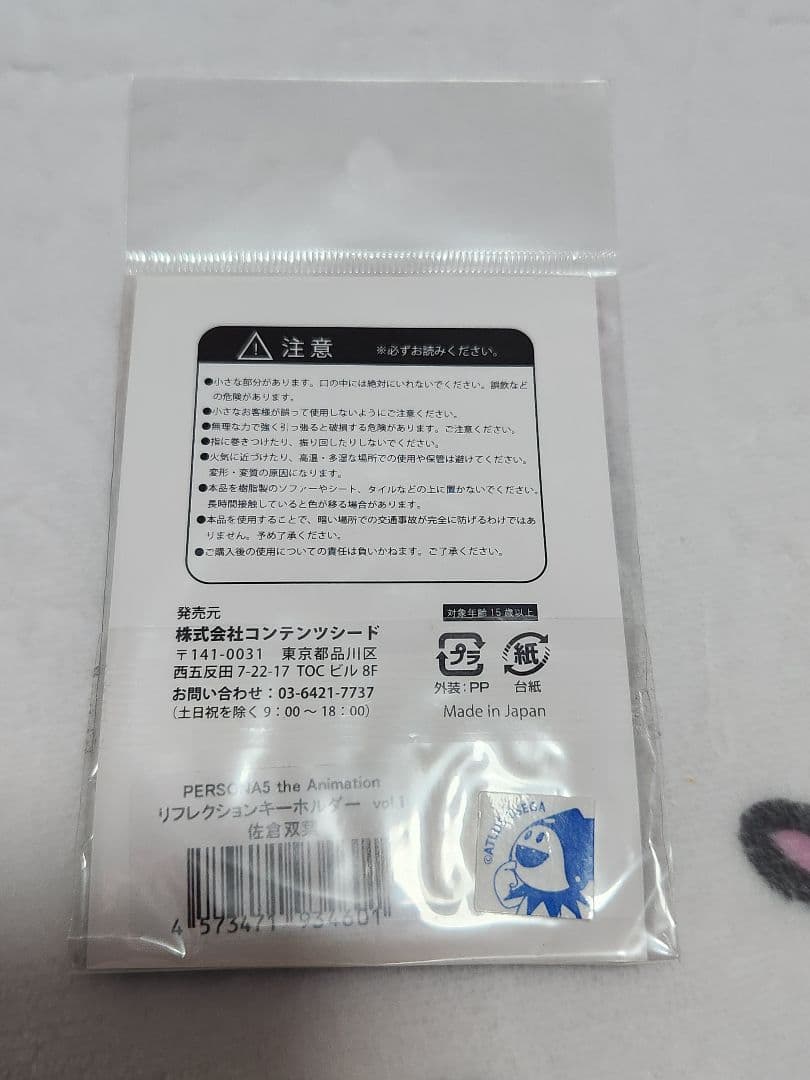 注意 ※必ずお読みください。
●小さな部分があります。口の中には絶対にいれないでください。誤飲など
の危険があります。
●小さなお客様が誤って使用しないようにご注意ください。
●無理な力で強く引っ張ると破損する危険があります。ご注意ください。
●指に巻きつけたり、振り回したりしないでください。
●火気に近づけたり、高温・多湿な場所での使用や保管は避けてください。
変形・変質の原因になります。
●本品を樹脂製のソファーやシート、タイルなどの上に置かないでください。
長時間接触していると色が移る場合があります。
●本品を使用することで、暗い場所での交通事故が完全に防げるわけではあ
りません。予め了承ください。
●ご購入後の使用についての責任は負いかねます。ご了承ください。
発売元
株式会社コンテンツシード
〒141-0031 東京都品川区
西五反田7-22-17 TOCビル8F
お問い合わせ：03-6421-7737
（土日祝を除く9：00～18：00）
対象年齢15歳以上
プラ 紙
外装：PP 台紙
Made in Japan
PERSONA5 the Animation
リフレクションキーホルダー vol.1
佐倉双葉
4 573471 934601
©ATLUS ©SEGA